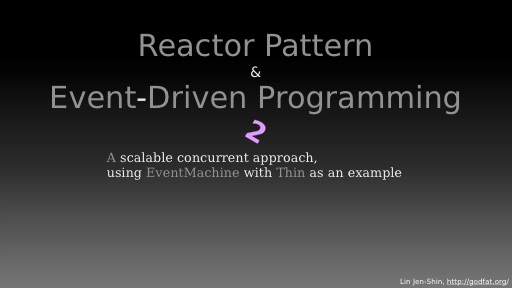 Reactor Pattern
&
Event-Driven Programming
2
A scalable concurrent approach,
using EventMachine with Thin as an example
Lin Jen-Shin, http://godfat.org/